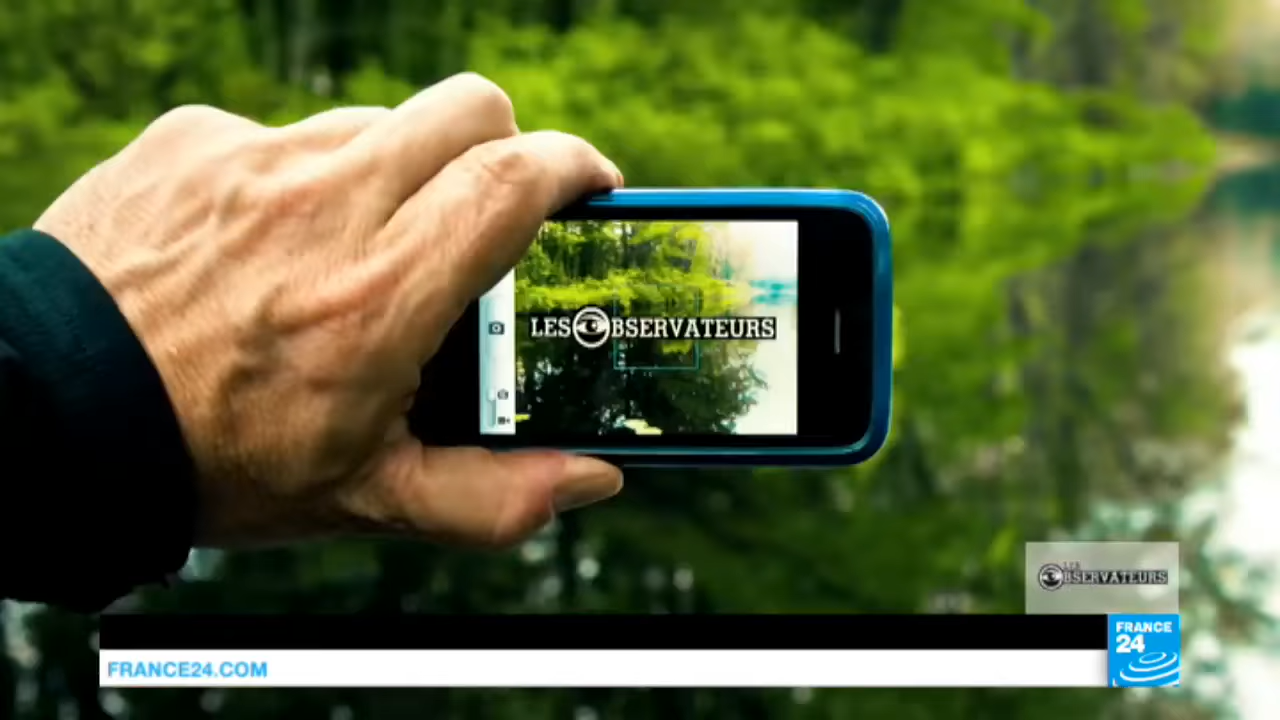 LES OBSERVATEURS
LES
OBSERVATEURS
FRANCE
24
FRANCE24.COM